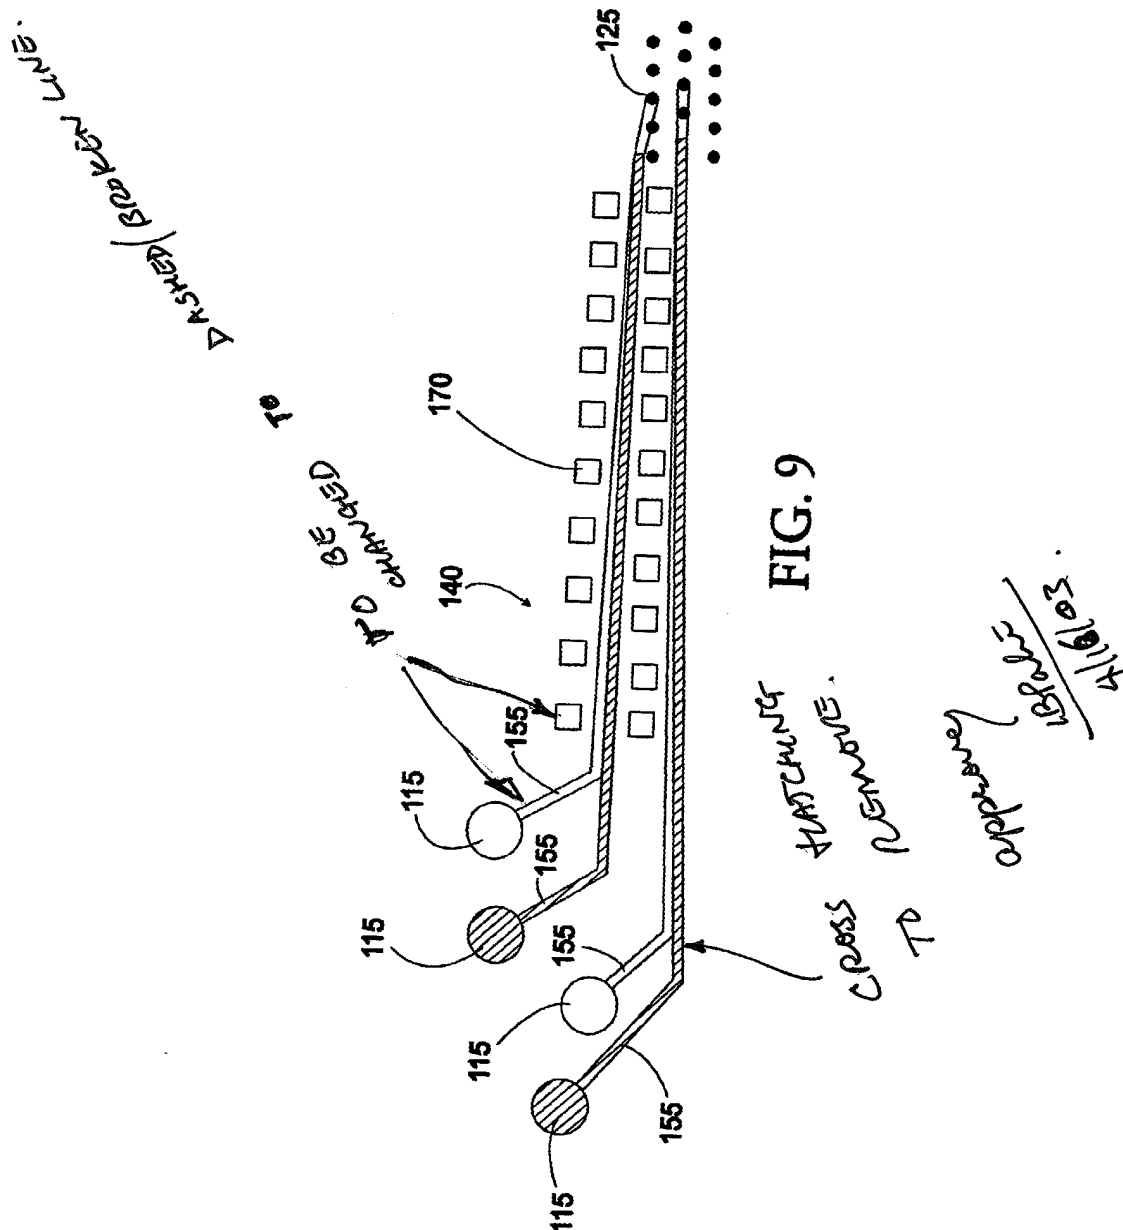 TO BE CHANGED TO DASHED (BROKEN LINE.
115
115
140
170
115
155
155
125
115
155
155
FIG. 9
CROSS HATCHING
TO REMOVE.
approved
4/16/03.